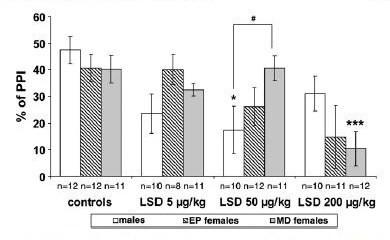 60
#
50
40
30
20
10
0
% of PPI
*
***
n=12 n=12 n=11 n=10 n=8 n=11 n=10 n=12 n=11 n=10 n=11 n=12
controls LSD 5 µg/kg LSD 50 µg/kg LSD 200 µg/kg
males EP females MD females